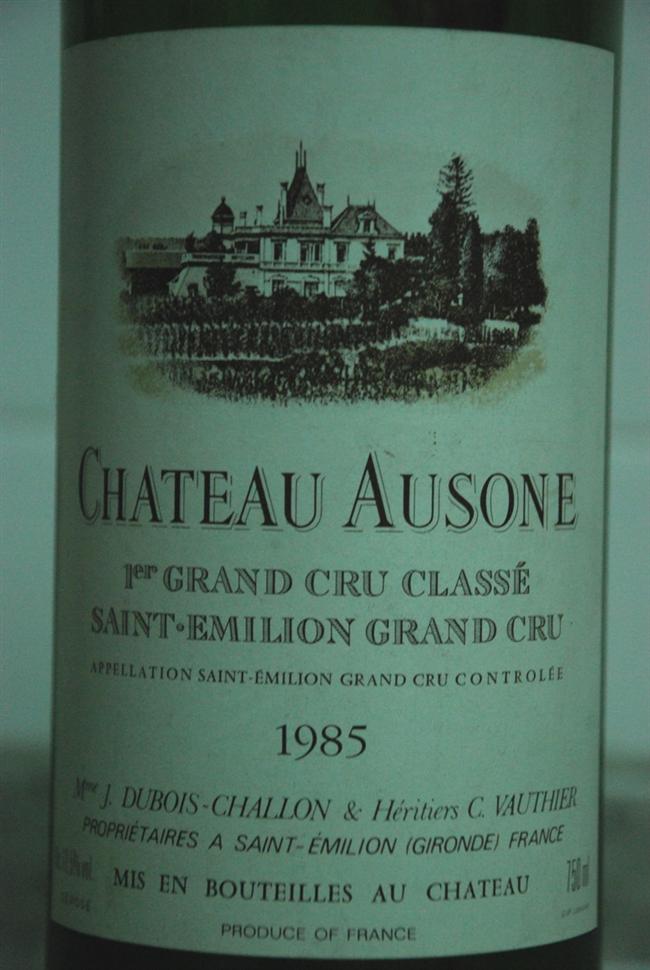 CHATEAU AUSONE
1er GRAND CRU CLASSÉ
SAINT-EMILION GRAND CRU
APPELLATION SAINT-ÉMILION GRAND CRU CONTROLÉE
1985
Mme J. DUBOIS-CHALLON & Héritiers C. VAUTHIER
PROPRIÉTAIRES A SAINT-ÉMILION (GIRONDE) FRANCE
MIS EN BOUTEILLES AU CHATEAU
750 ml
PRODUCE OF FRANCE